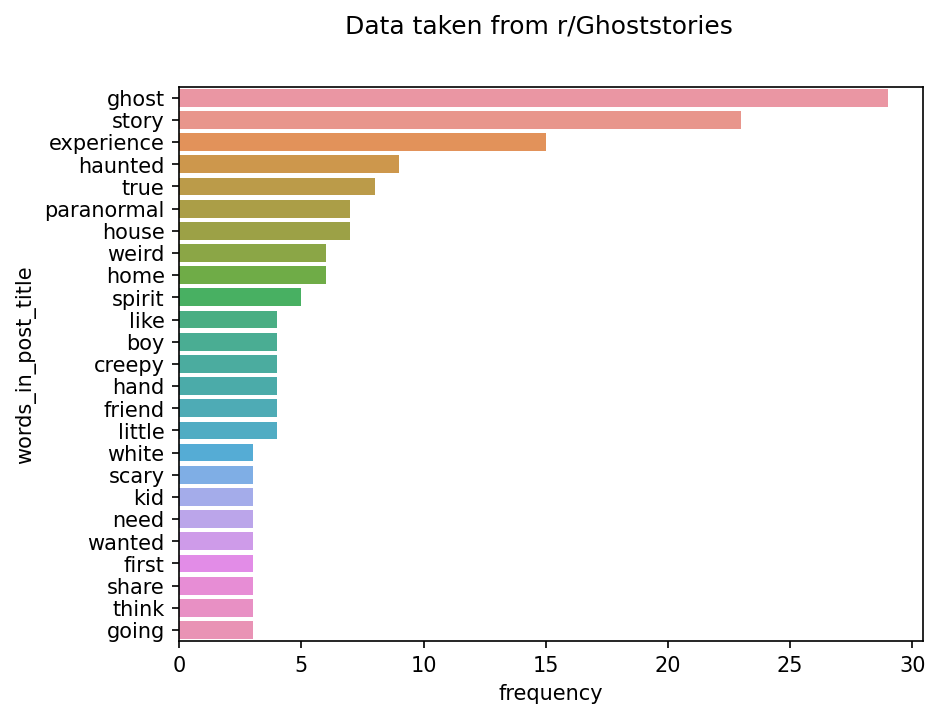 Data taken from r/Ghoststories
words_in_post_title
ghost
story
experience
haunted
true
paranormal
house
weird
home
spirit
like
boy
creepy
hand
friend
little
white
scary
kid
need
wanted
first
share
think
going
0 5 10 15 20 25 30
frequency